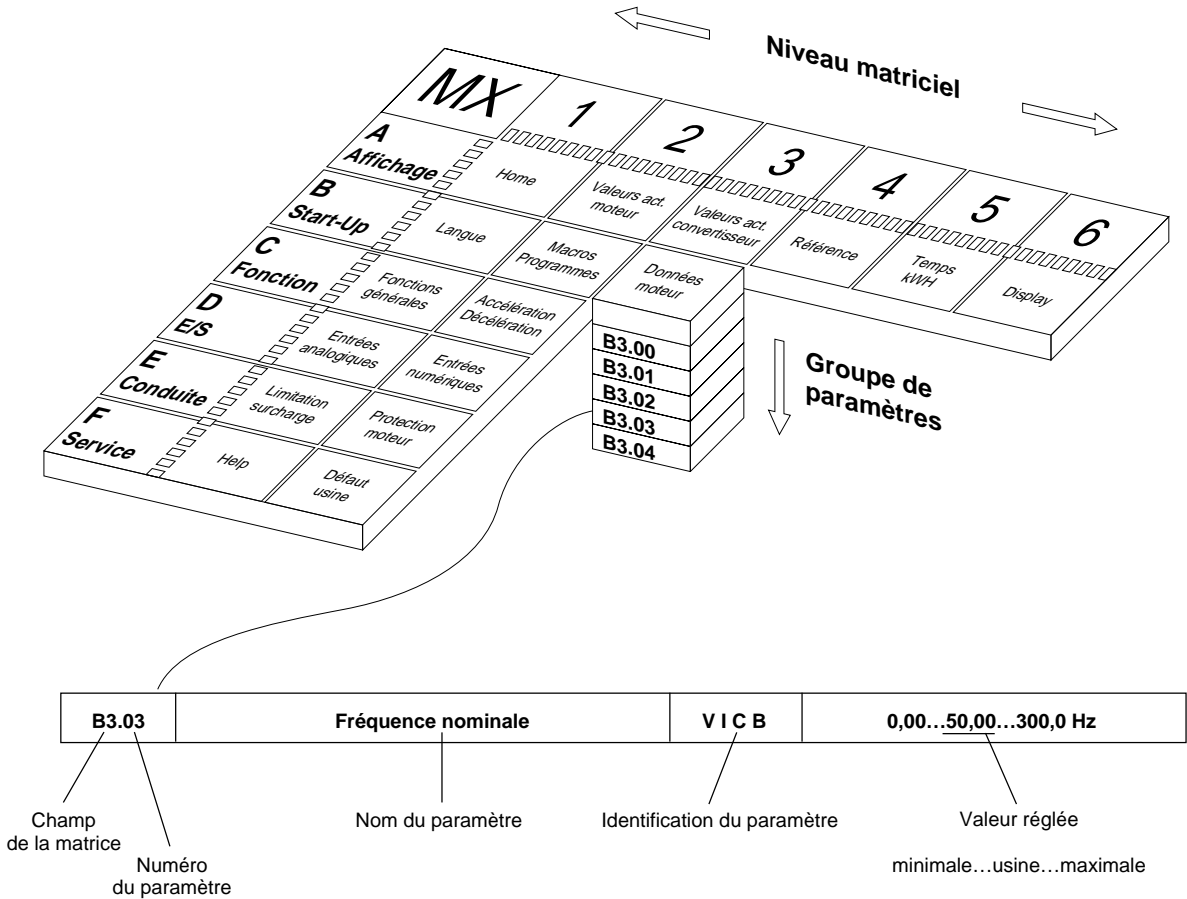 Niveau matriciel
MX 1 2 3 4 5 6
A
Affichage
Home
Valeurs act.
moteur
Valeurs act.
convertisseur
Référence
Temps
kWH
Display
B
Start-Up
Langue
Macros
Programmes
Données
moteur
C
Fonction
Fonctions
générales
Accélération
Décélération
D
E/S
Entrées
analogiques
Entrées
numériques
E
Conduite
Limitation
surcharge
Protection
moteur
F
Service
Help
Défaut
usine
B3.00
B3.01
B3.02
B3.03
B3.04
Groupe de
paramètres
B3.03 Fréquence nominale V I C B 0,00...50,00...300,0 Hz
Champ
de la matrice
Numéro
du paramètre
Nom du paramètre
Identification du paramètre
Valeur réglée
minimale...usine...maximale